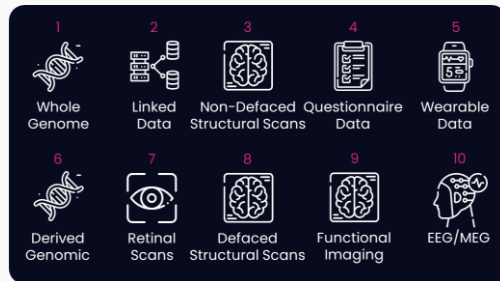 1 2 3 4 5
Whole Linked Non-Defaced Questionnaire Wearable
Genome Data Structural Scans Data Data
6 7 8 9 10
Derived Retinal Defaced Functional EEG/MEG
Genomic Scans Structural Scans Imaging